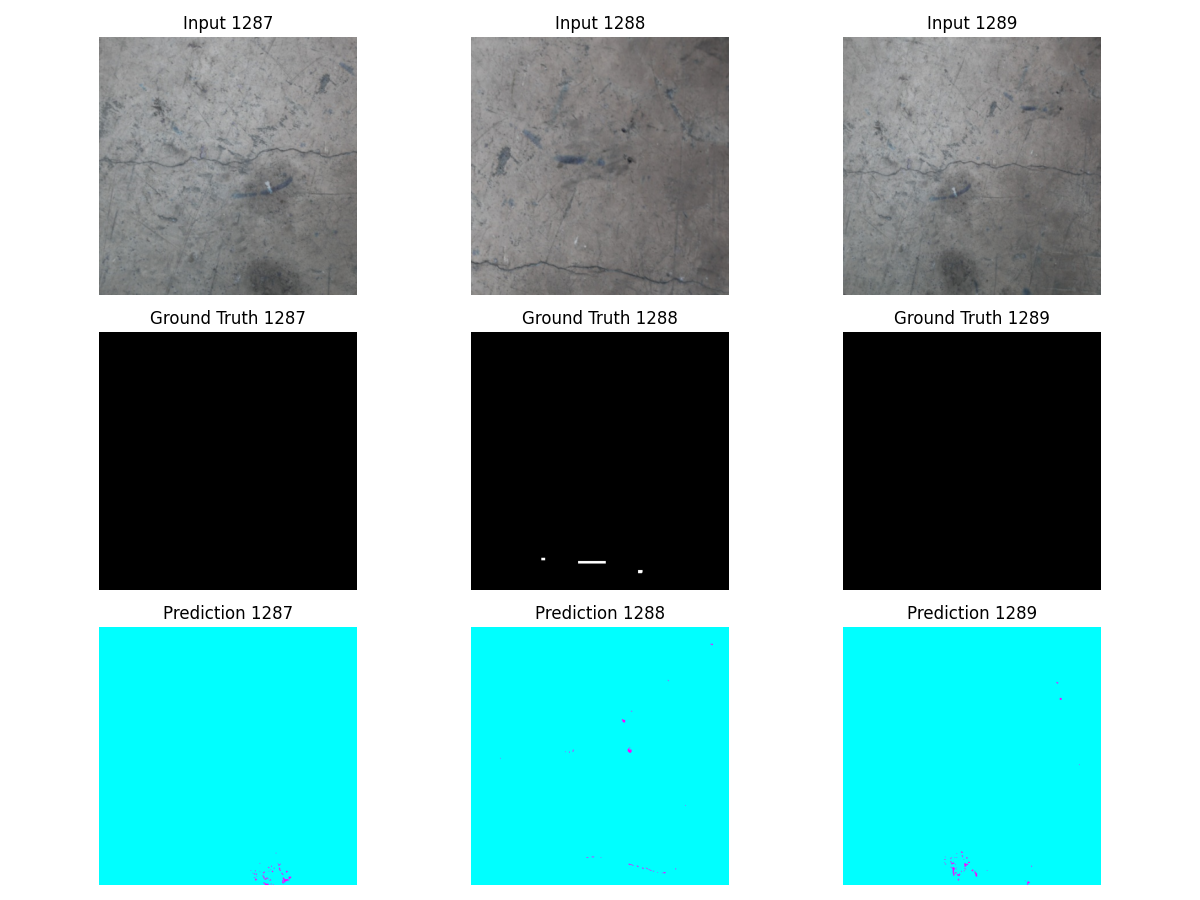 Input 1287
Input 1288
Input 1289
Ground Truth 1287
Ground Truth 1288
Ground Truth 1289
Prediction 1287
Prediction 1288
Prediction 1289